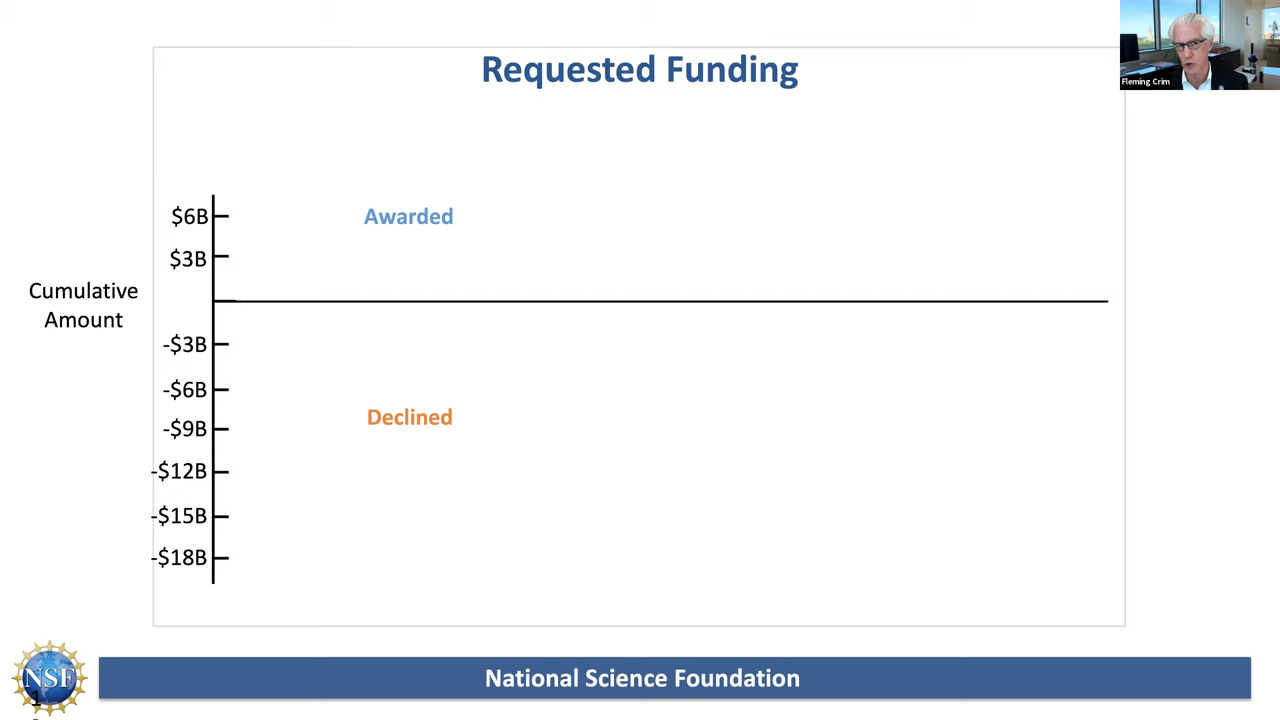 Requested Funding
Fleming Crim
$6B
Awarded
$3B
Cumulative
Amount
-$3B
-$6B
Declined
-$9B
-$12B
-$15B
-$18B
NSF
1
National Science Foundation